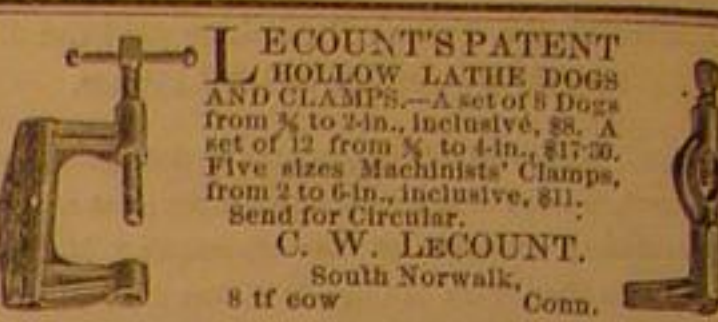 LECOUNT'S PATENT
HOLLOW LATHE DOGS
AND CLAMPS.—A set of 8 Dogs
from ⅜ to 2-in., inclusive, $8. A
set of 12 from ⅜ to 4-in., $17·30.
Five sizes Machinists' Clamps,
from 2 to 6-in., inclusive, $11.
Send for Circular.
C. W. LECOUNT.
South Norwalk,
8 tf eow Conn.